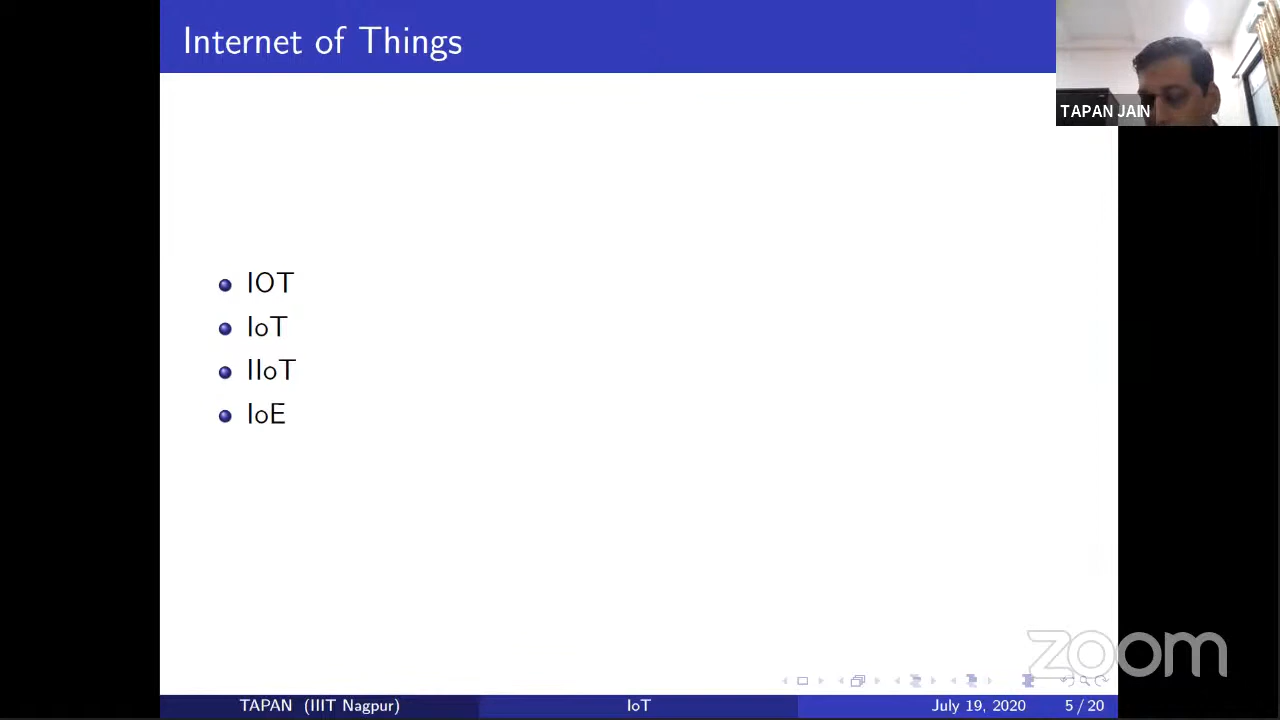 Internet of Things
TAPAN JAIN
IOT
IoT
IIoT
IoE
zoom
TAPAN (IIIT Nagpur)
IoT
July 19, 2020
5 / 20